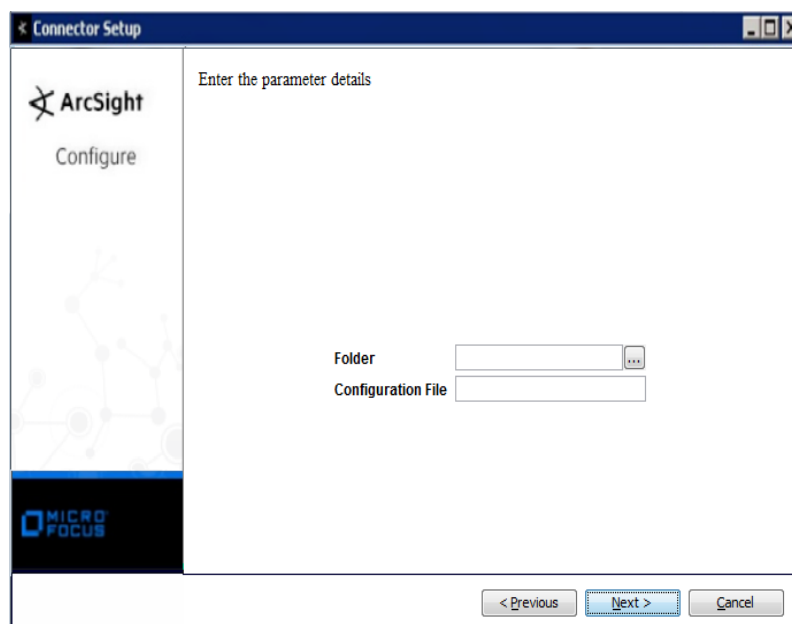 Connector Setup
ArcSight
Configure
Enter the parameter details
Folder
...
Configuration File
MICRO
FOCUS
< Previous
Next >
Cancel